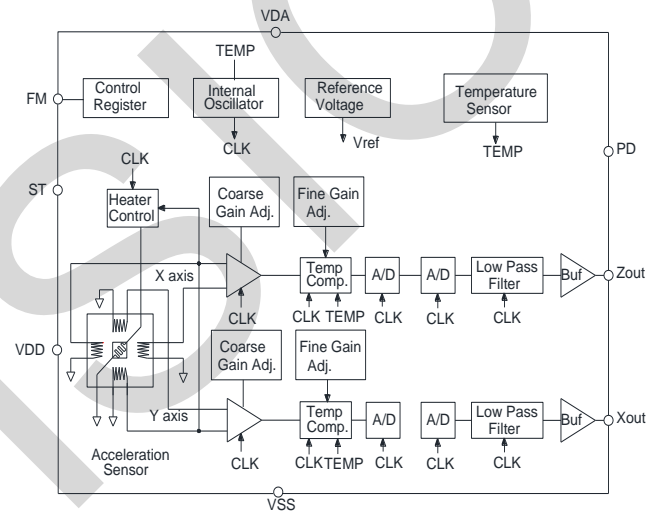 VDA
TEMP
FM
Control
Register
Internal
Oscillator
Reference
Voltage
Temperature
Sensor
CLK
Vref
TEMP
PD
CLK
ST
Heater
Control
Coarse
Gain Adj.
Fine Gain
Adj.
X axis
Temp
Comp.
A/D
A/D
Low Pass
Filter
Buf
Zout
CLK
CLK
TEMP
CLK
CLK
CLK
VDD
Coarse
Gain Adj.
Fine Gain
Adj.
Y axis
Temp
Comp.
A/D
A/D
Low Pass
Filter
Buf
Xout
CLK
CLK
TEMP
CLK
CLK
CLK
Acceleration
Sensor
VSS